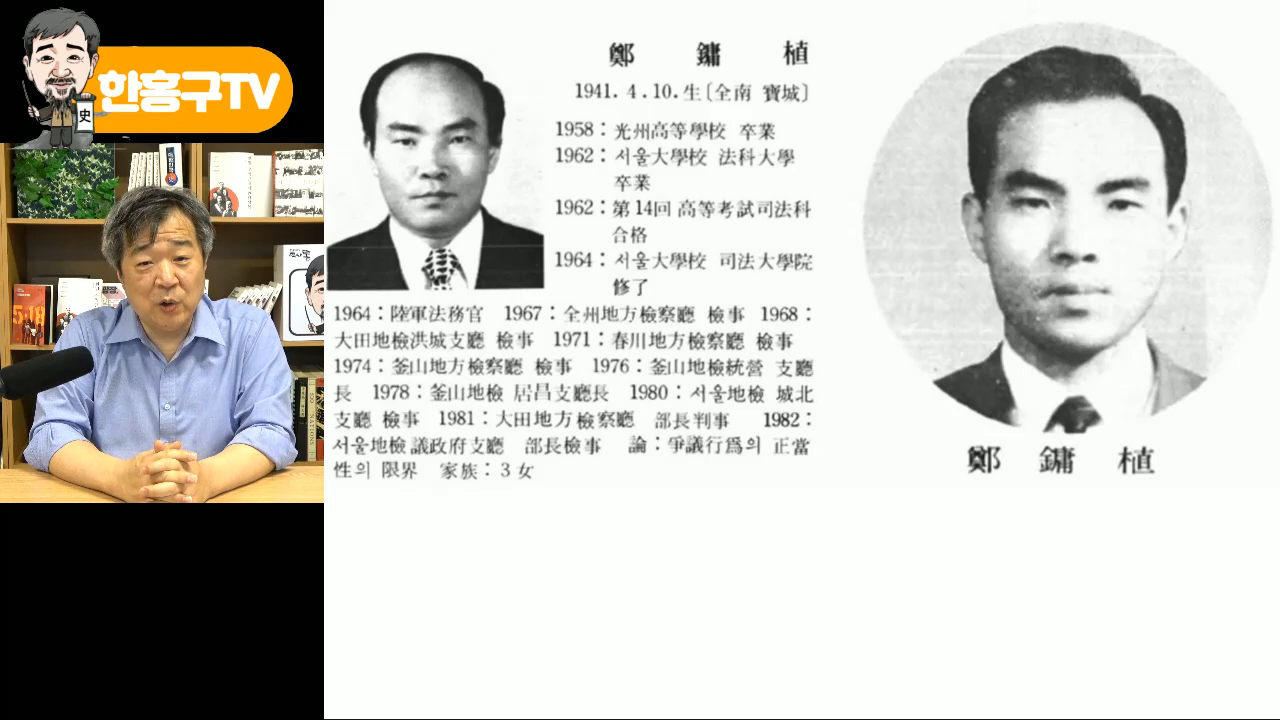 한홍구TV
史
5·18
鄭 鏞 植
1941. 4. 10. 生〔全南 寶城〕
1958 : 光州高等學校 卒業
1962 : 서울大學校 法科大學
卒業
1962 : 第14回 高等考試司法科
合格
1964 : 서울大學校 司法大學院
修了
1964 : 陸軍法務官 1967 : 全州地方檢察廳 檢事 1968 :
大田地檢洪城支廳 檢事 1971 : 春川地方檢察廳 檢事
1974 : 釜山地方檢察廳 檢事 1976 : 釜山地檢統營 支廳
長 1978 : 釜山地檢 居昌支廳長 1980 : 서울地檢 城北
支廳 檢事 1981 : 大田地方檢察廳 部長判事 1982 :
서울地檢議政府支廳 部長檢事 論 : 爭議行爲의 正當
性의 限界 家族 : 3女
鄭 鏞 植